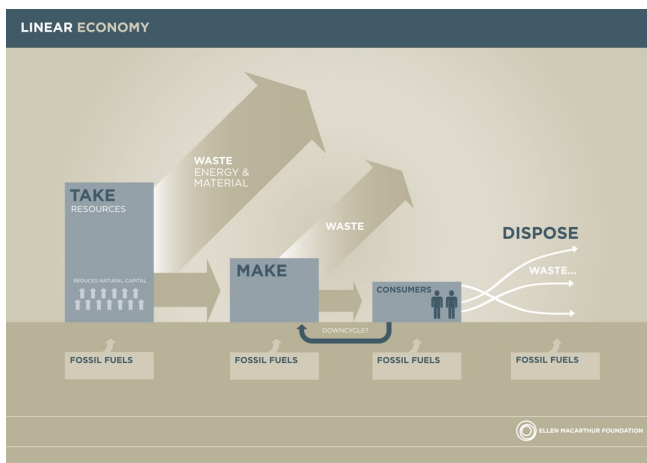 LINEAR ECONOMY
WASTE
ENERGY &
MATERIAL
TAKE
RESOURCES
REDUCES NATURAL CAPITAL
WASTE
MAKE
DISPOSE
WASTE...
CONSUMERS
DOWNCYCLE?
FOSSIL FUELS
FOSSIL FUELS
FOSSIL FUELS
FOSSIL FUELS
ELLEN MACARTHUR FOUNDATION